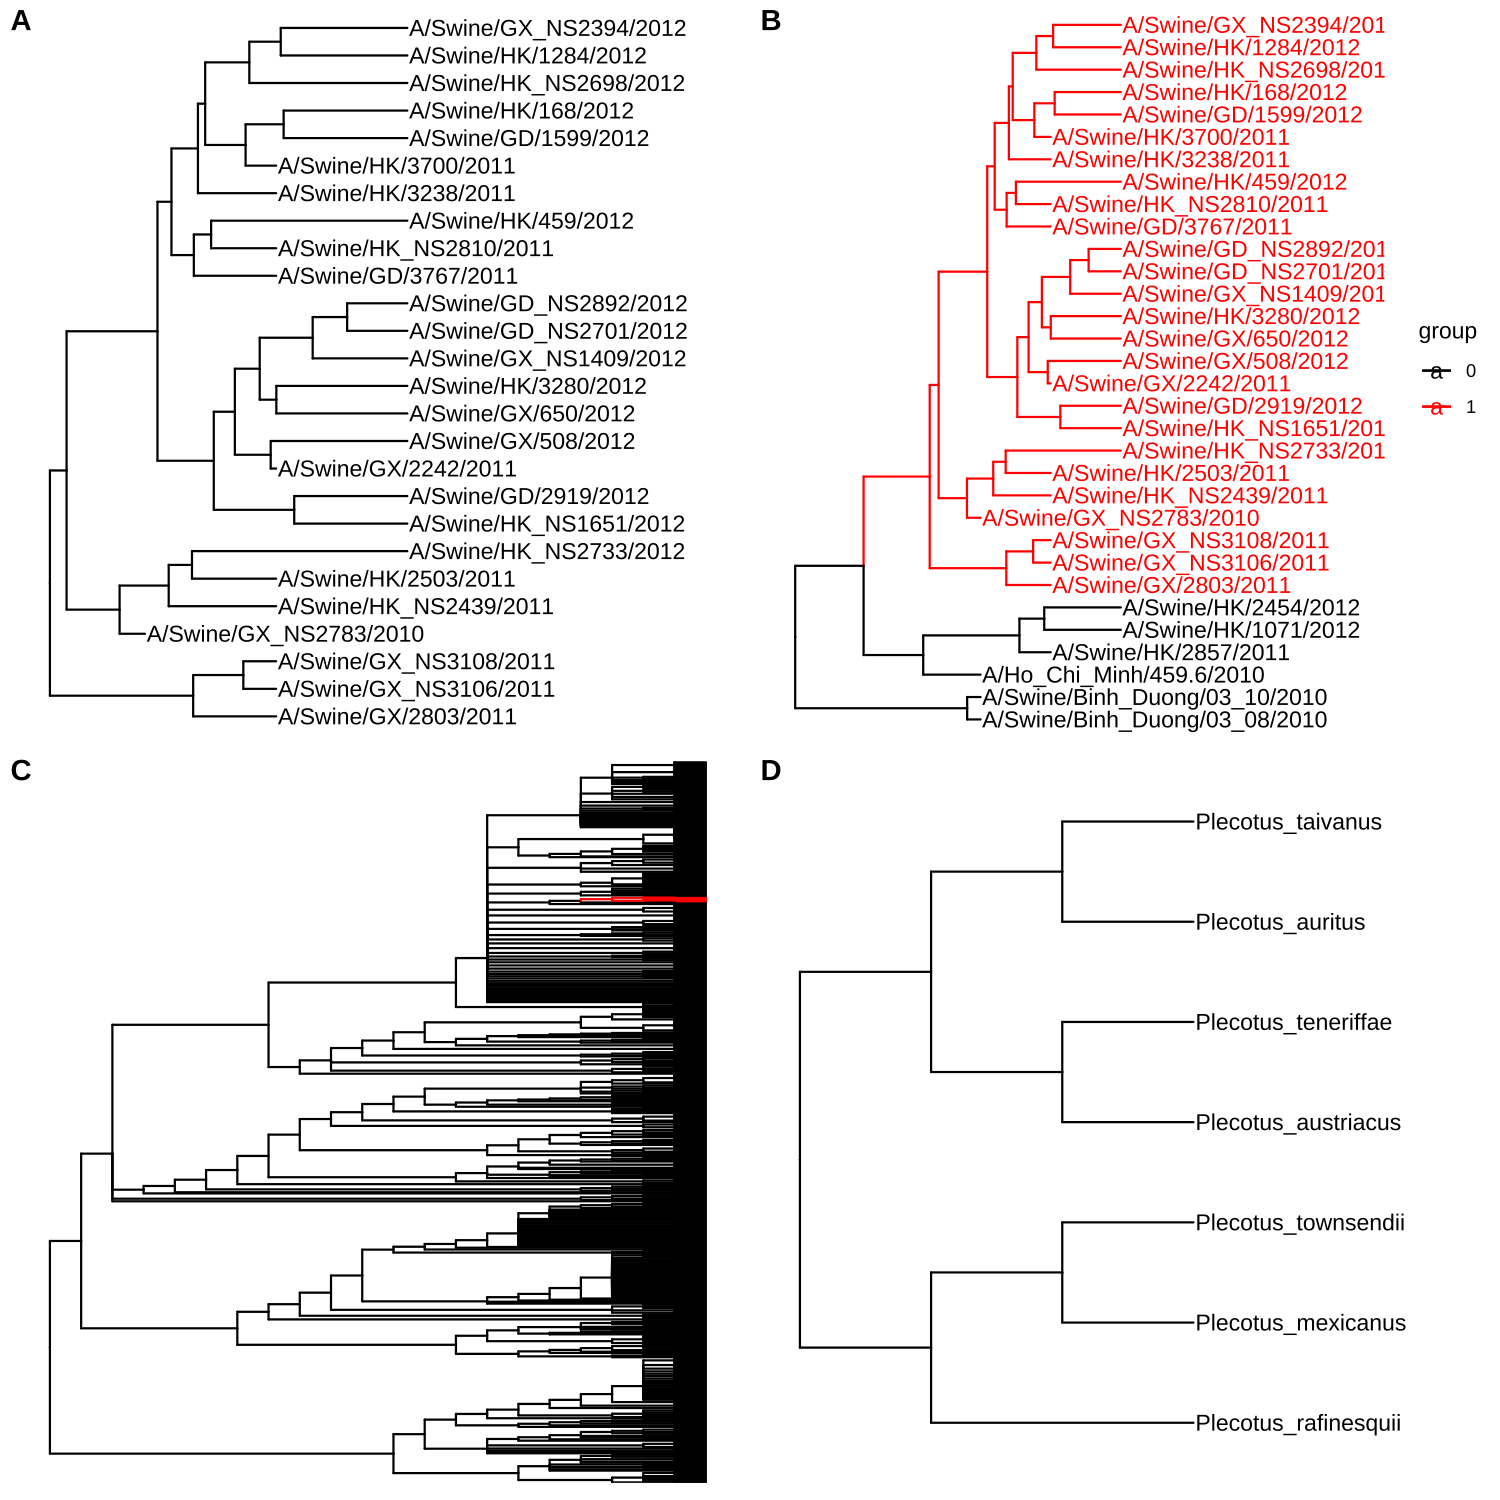 A
A/Swine/GX_NS2394/2012
A/Swine/HK/1284/2012
A/Swine/HK_NS2698/2012
A/Swine/HK/168/2012
A/Swine/GD/1599/2012
A/Swine/HK/3700/2011
A/Swine/HK/3238/2011
A/Swine/HK/459/2012
A/Swine/HK_NS2810/2011
A/Swine/GD/3767/2011
A/Swine/GD_NS2892/2012
A/Swine/GD_NS2701/2012
A/Swine/GX_NS1409/2012
A/Swine/HK/3280/2012
A/Swine/GX/650/2012
A/Swine/GX/508/2012
A/Swine/GX/2242/2011
A/Swine/GD/2919/2012
A/Swine/HK_NS1651/2012
A/Swine/HK_NS2733/2012
A/Swine/HK/2503/2011
A/Swine/HK_NS2439/2011
A/Swine/GX_NS2783/2010
A/Swine/GX_NS3108/2011
A/Swine/GX_NS3106/2011
A/Swine/GX/2803/2011
B
A/Swine/GX_NS2394/201
A/Swine/HK/1284/2012
A/Swine/HK_NS2698/201
A/Swine/HK/168/2012
A/Swine/GD/1599/2012
A/Swine/HK/3700/2011
A/Swine/HK/3238/2011
A/Swine/HK/459/2012
A/Swine/HK_NS2810/2011
A/Swine/GD/3767/2011
A/Swine/GD_NS2892/201
A/Swine/GD_NS2701/201
A/Swine/GX_NS1409/201
A/Swine/HK/3280/2012
A/Swine/GX/650/2012
A/Swine/GX/508/2012
A/Swine/GX/2242/2011
A/Swine/GD/2919/2012
A/Swine/HK_NS1651/201
A/Swine/HK_NS2733/201
A/Swine/HK/2503/2011
A/Swine/HK_NS2439/2011
A/Swine/GX_NS2783/2010
A/Swine/GX_NS3108/2011
A/Swine/GX_NS3106/2011
A/Swine/GX/2803/2011
A/Swine/HK/2454/2012
A/Swine/HK/1071/2012
A/Swine/HK/2857/2011
A/Ho_Chi_Minh/459.6/2010
A/Swine/Binh_Duong/03_10/2010
A/Swine/Binh_Duong/03_08/2010
group
a 0
a 1
C
D
Plecotus_taivanus
Plecotus_auritus
Plecotus_teneriffae
Plecotus_austriacus
Plecotus_townsendii
Plecotus_mexicanus
Plecotus_rafinesquii